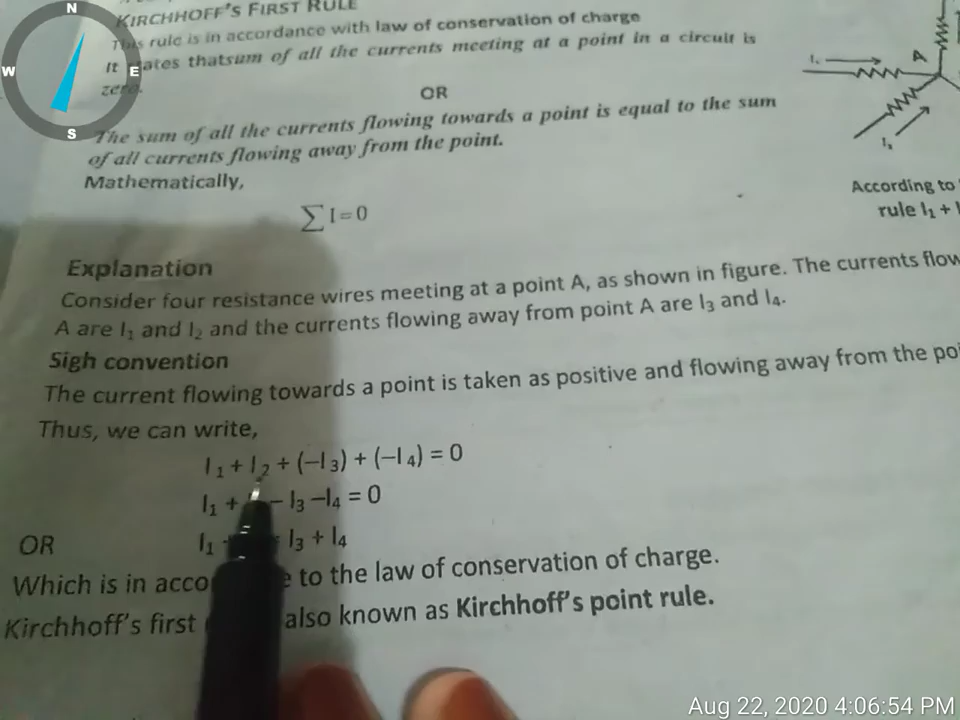 KIRCHHOFF'S FIRST RULE
This rule is in accordance with law of conservation of charge
It states thatsum of all the currents meeting at a point in a circuit is
zero.
OR
The sum of all the currents flowing towards a point is equal to the sum
of all currents flowing away from the point.
Mathematically,
∑I=0
Explanation
Consider four resistance wires meeting at a point A, as shown in figure. The currents flow
A are I₁ and I₂ and the currents flowing away from point A are I₃ and I₄.
Sigh convention
The current flowing towards a point is taken as positive and flowing away from the poi
Thus, we can write,
I₁ + I₂ + (−I₃) + (−I₄) = 0
I₁ + − I₃ −I₄ = 0
OR I₁ I₃ + I₄
Which is in acco e to the law of conservation of charge.
Kirchhoff's first also known as Kirchhoff's point rule.
A
According to
rule I₁ +
N
W E
S
Aug 22, 2020 4:06:54 PM